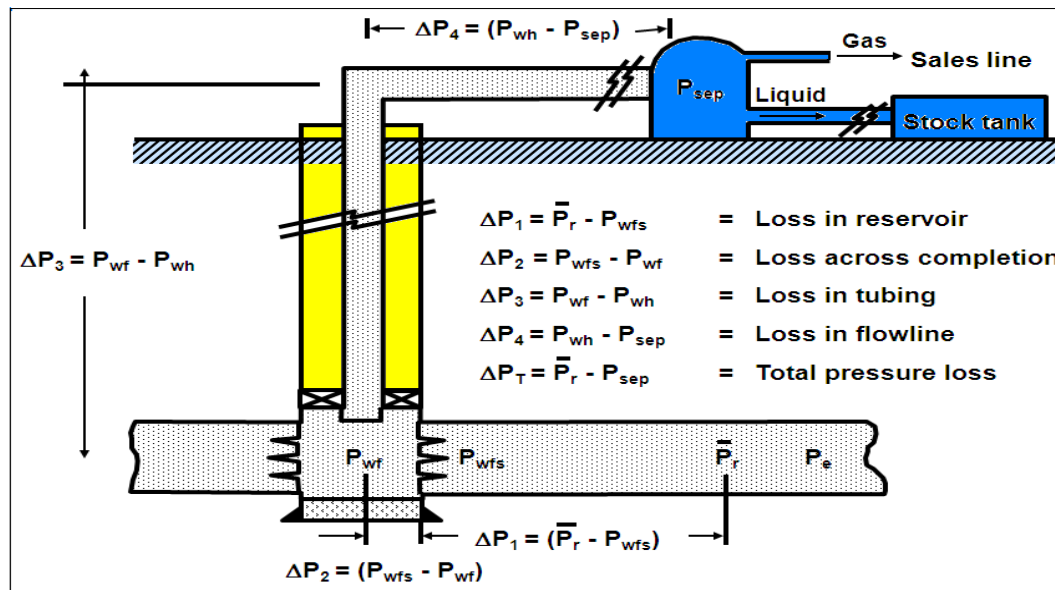 ΔP₄ = (Pwh - Psep)
Gas
Sales line
Psep
Liquid
Stock tank
ΔP₃ = Pwf - Pwh
ΔP₁ = P̅r - Pwfs = Loss in reservoir
ΔP₂ = Pwfs - Pwf = Loss across completion
ΔP₃ = Pwf - Pwh = Loss in tubing
ΔP₄ = Pwh - Psep = Loss in flowline
ΔPT = P̅r - Psep = Total pressure loss
Pwf Pwfs P̅r Pe
ΔP₁ = (P̅r - Pwfs)
ΔP₂ = (Pwfs - Pwf)